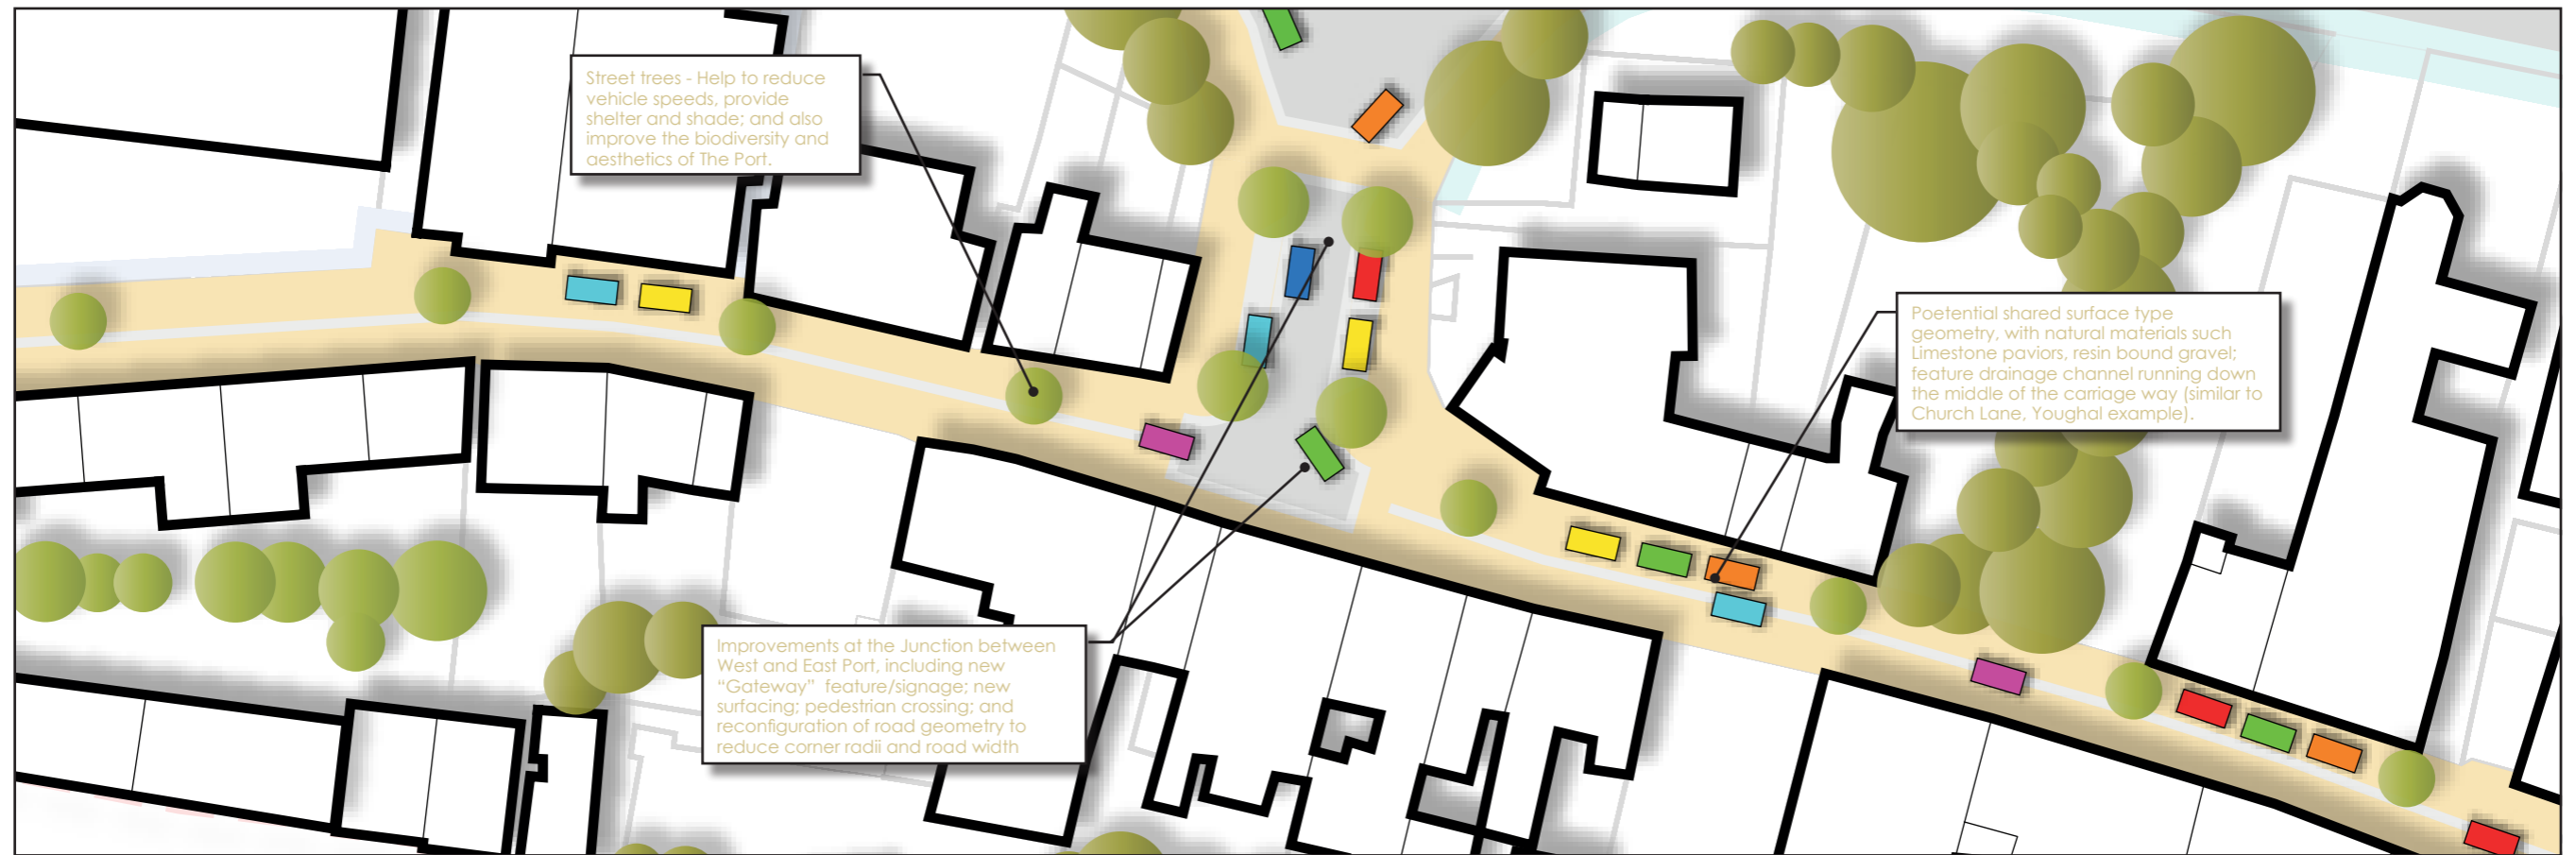 Street trees - Help to reduce
vehicle speeds, provide
shelter and shade; and also
improve the biodiversity and
aesthetics of The Port.
Poetential shared surface type
geometry, with natural materials such
Limestone paviors, resin bound gravel;
feature drainage channel running down
the middle of the carriage way (similar to
Church Lane, Youghal example).
Improvements at the Junction between
West and East Port, including new
“Gateway” feature/signage; new
surfacing; pedestrian crossing; and
reconfiguration of road geometry to
reduce corner radii and road width